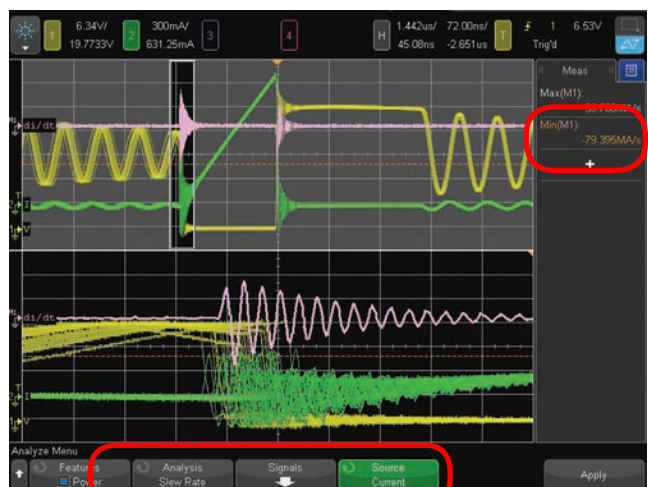 1 6.34V/ 19.7733V
2 300mA/ 631.25mA
3
4
H 1.442us/ 45.08ns
72.00ns/ -2.651us
T 1 6.53V
Trig'd
Meas
Max(M1):
Min(M1):
-79.395MA/s
+
di/dt
I
V
di/dt
I
V
Analyze Menu
Features
Power
Analysis
Slew Rate
Signals
Source
Current
Apply